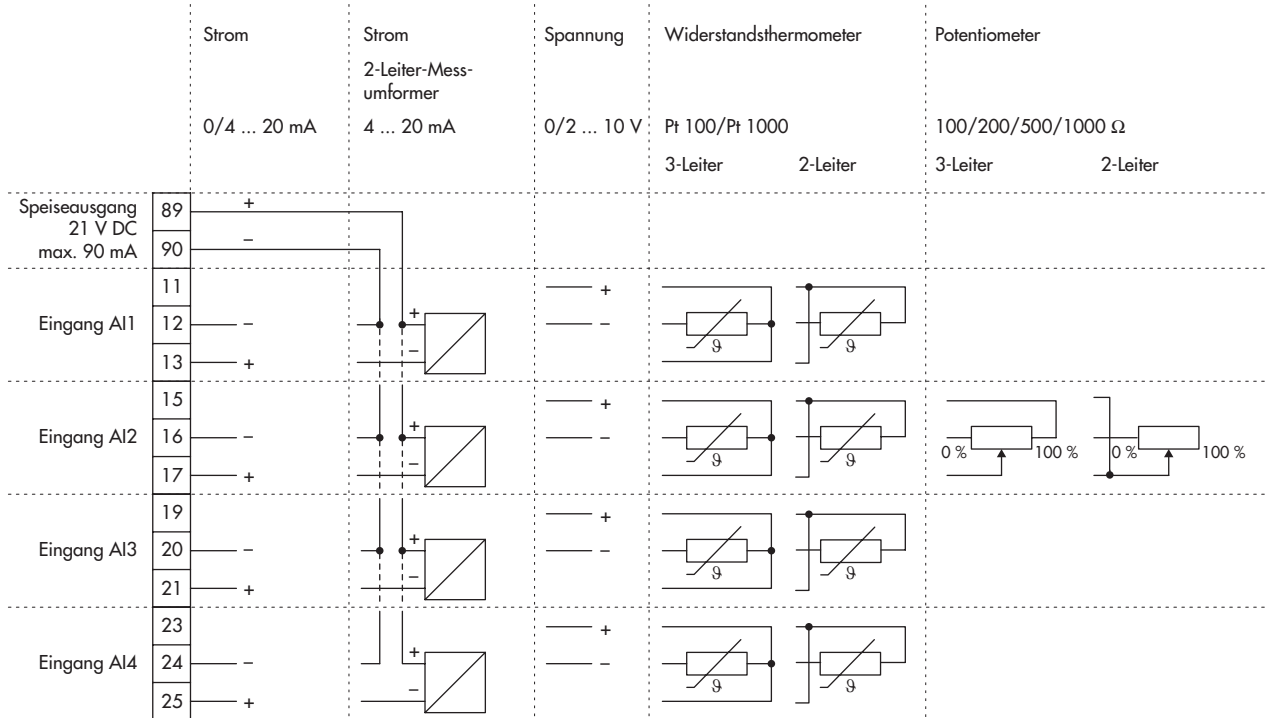 Strom Strom Spannung Widerstandsthermometer Potentiometer
2-Leiter-Mess-
umformer
0/4 ... 20 mA 4 ... 20 mA 0/2 ... 10 V Pt 100/Pt 1000 100/200/500/1000 Ω
3-Leiter 2-Leiter 3-Leiter 2-Leiter
Speiseausgang 89 +
21 V DC
max. 90 mA 90 –
11 +
Eingang AI1 12 – + –
13 + – ϑ ϑ
15 +
Eingang AI2 16 – + –
0 % 100 % 0 % 100 %
17 + – ϑ ϑ
19 +
Eingang AI3 20 – + –
21 + – ϑ ϑ
23 +
Eingang AI4 24 – + –
25 + – ϑ ϑ